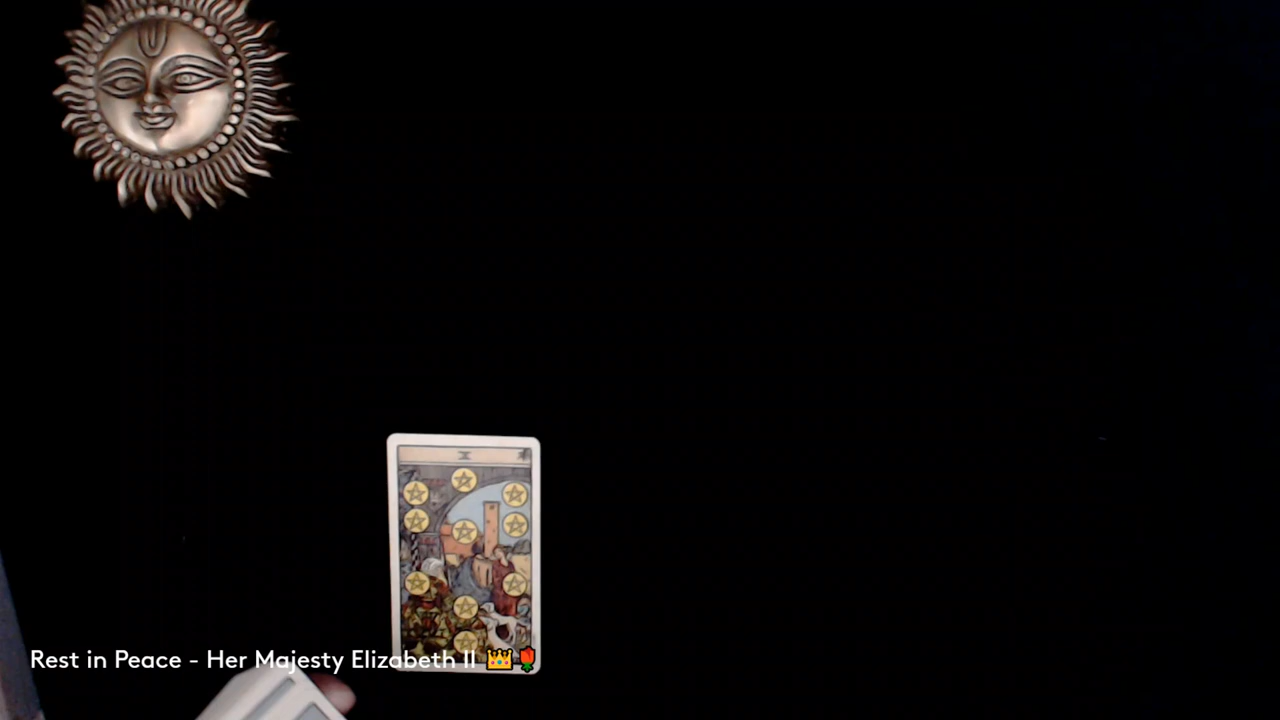 X
Rest in Peace - Her Majesty Elizabeth II 👑🌹